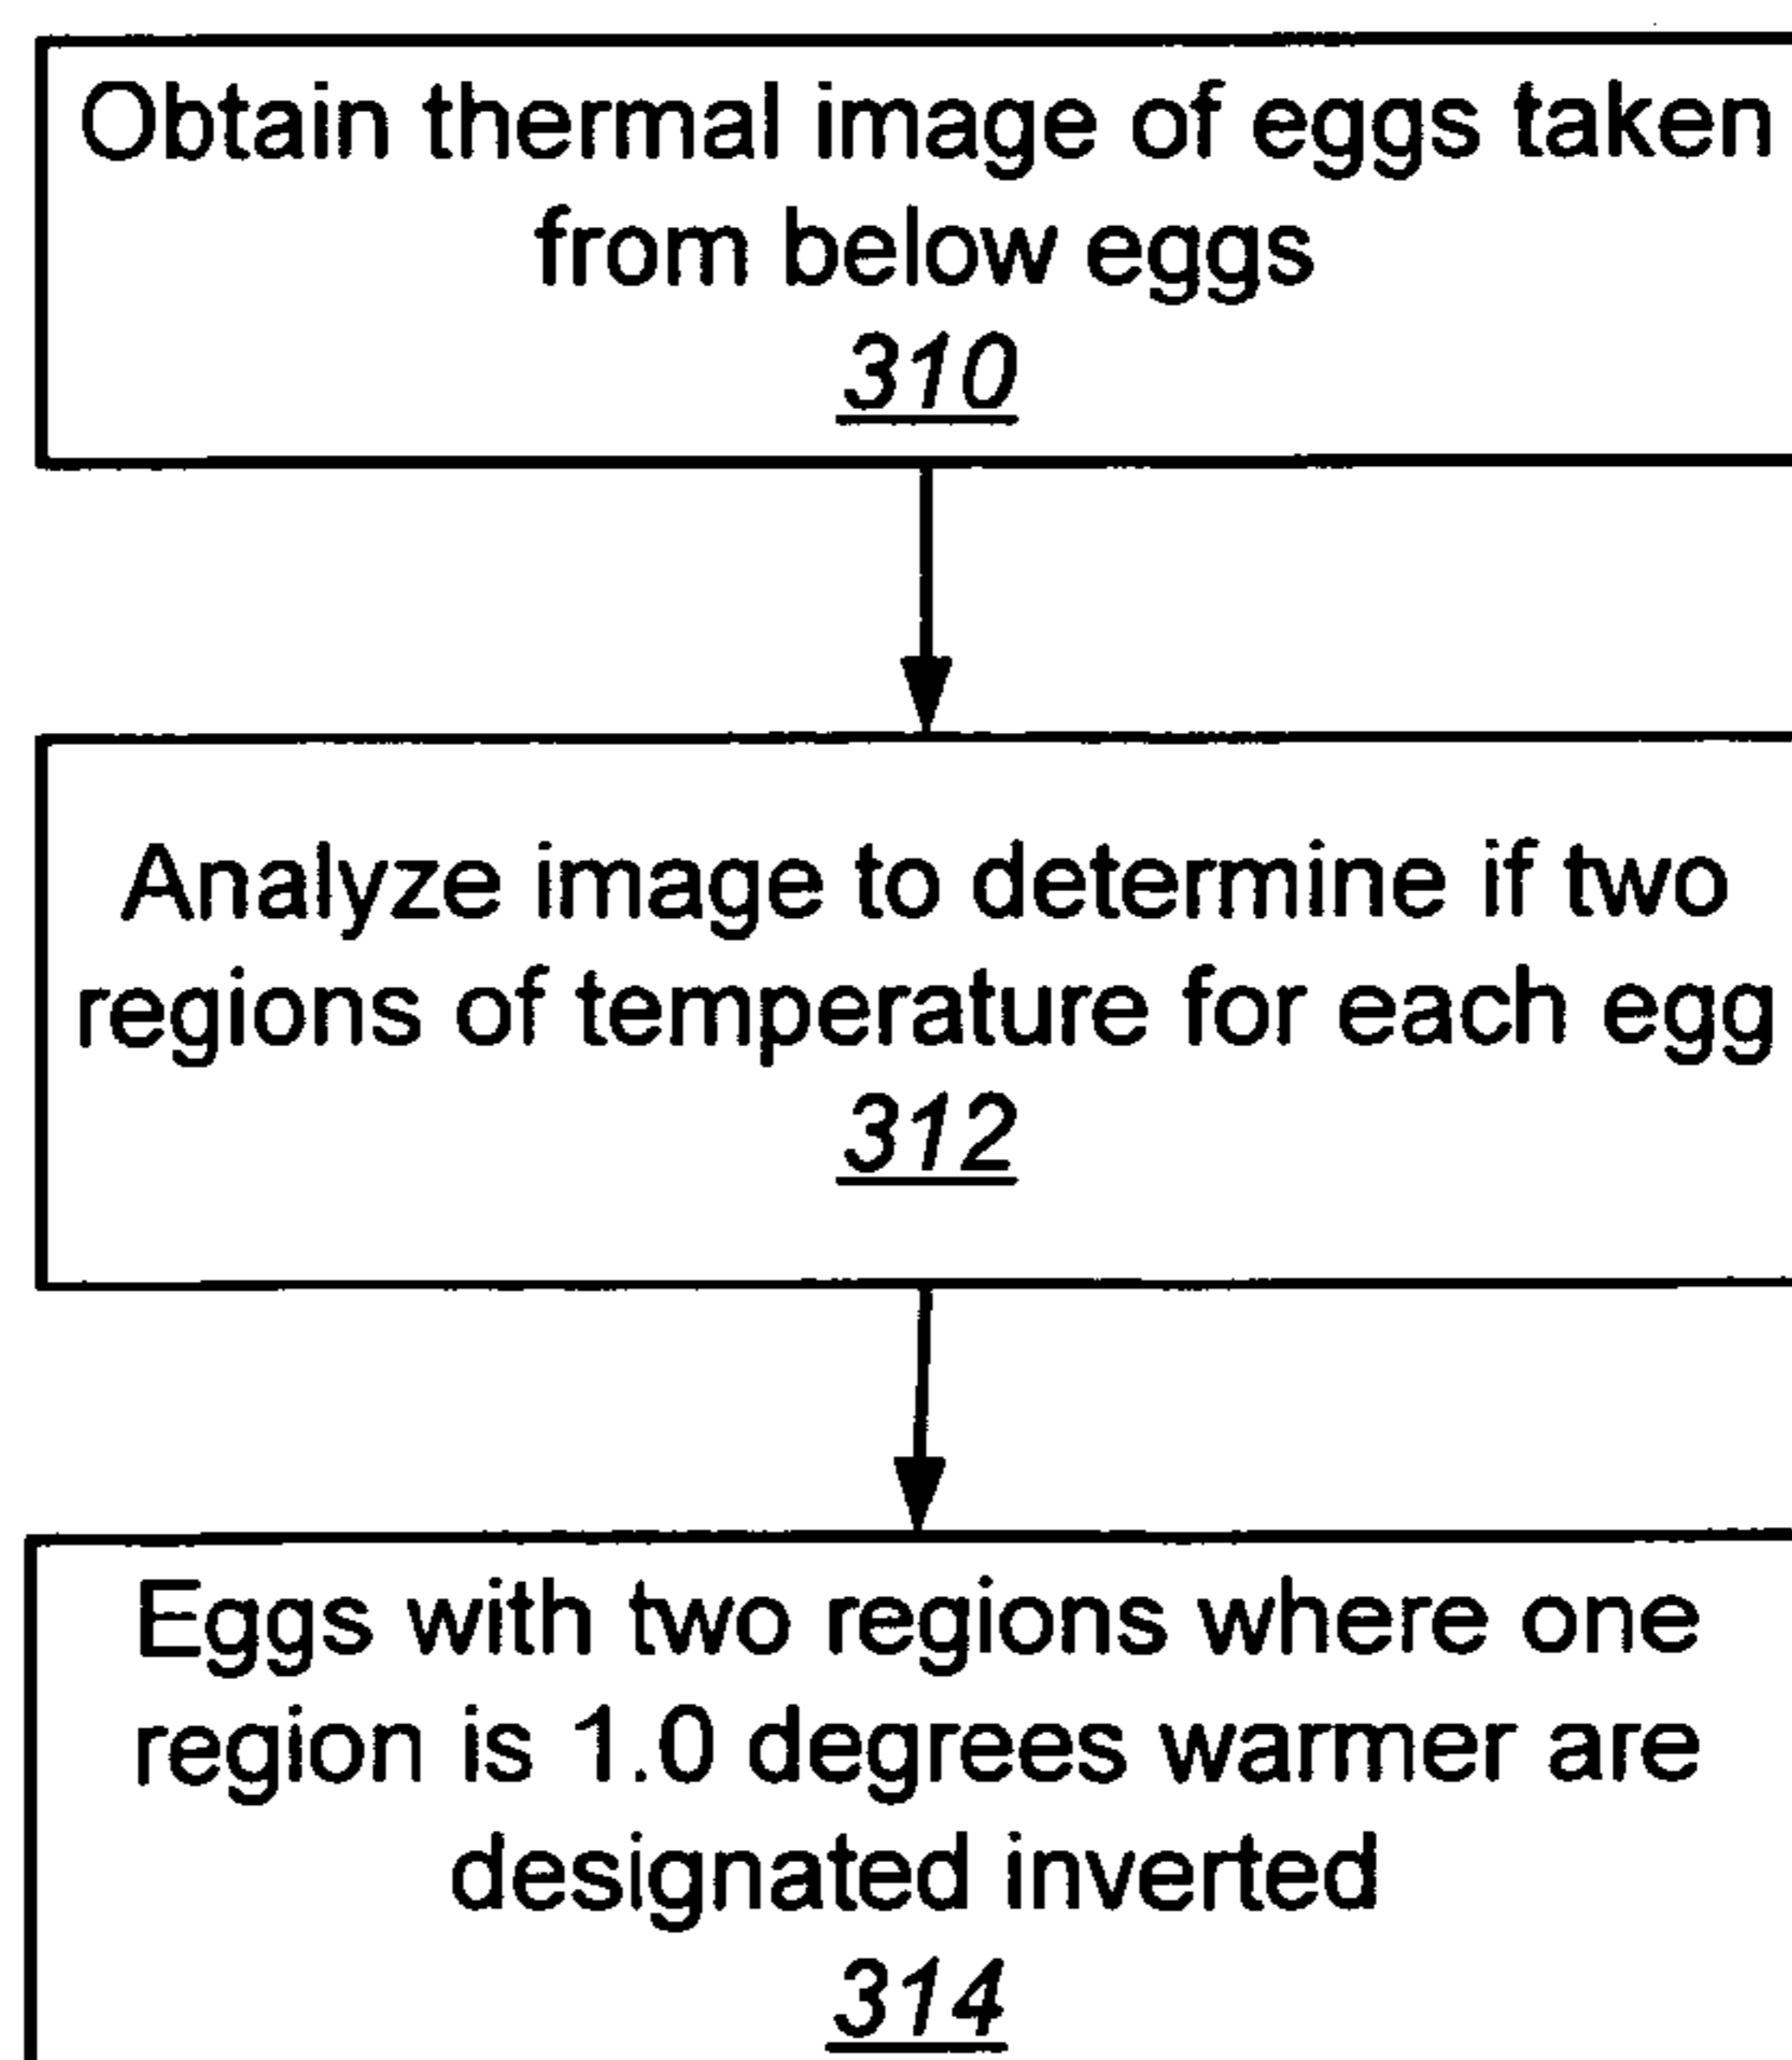 Obtain thermal image of eggs taken
from below eggs
310
Analyze image to determine if two
regions of temperature for each egg
312
Eggs with two regions where one
region is 1.0 degrees warmer are
designated inverted
314